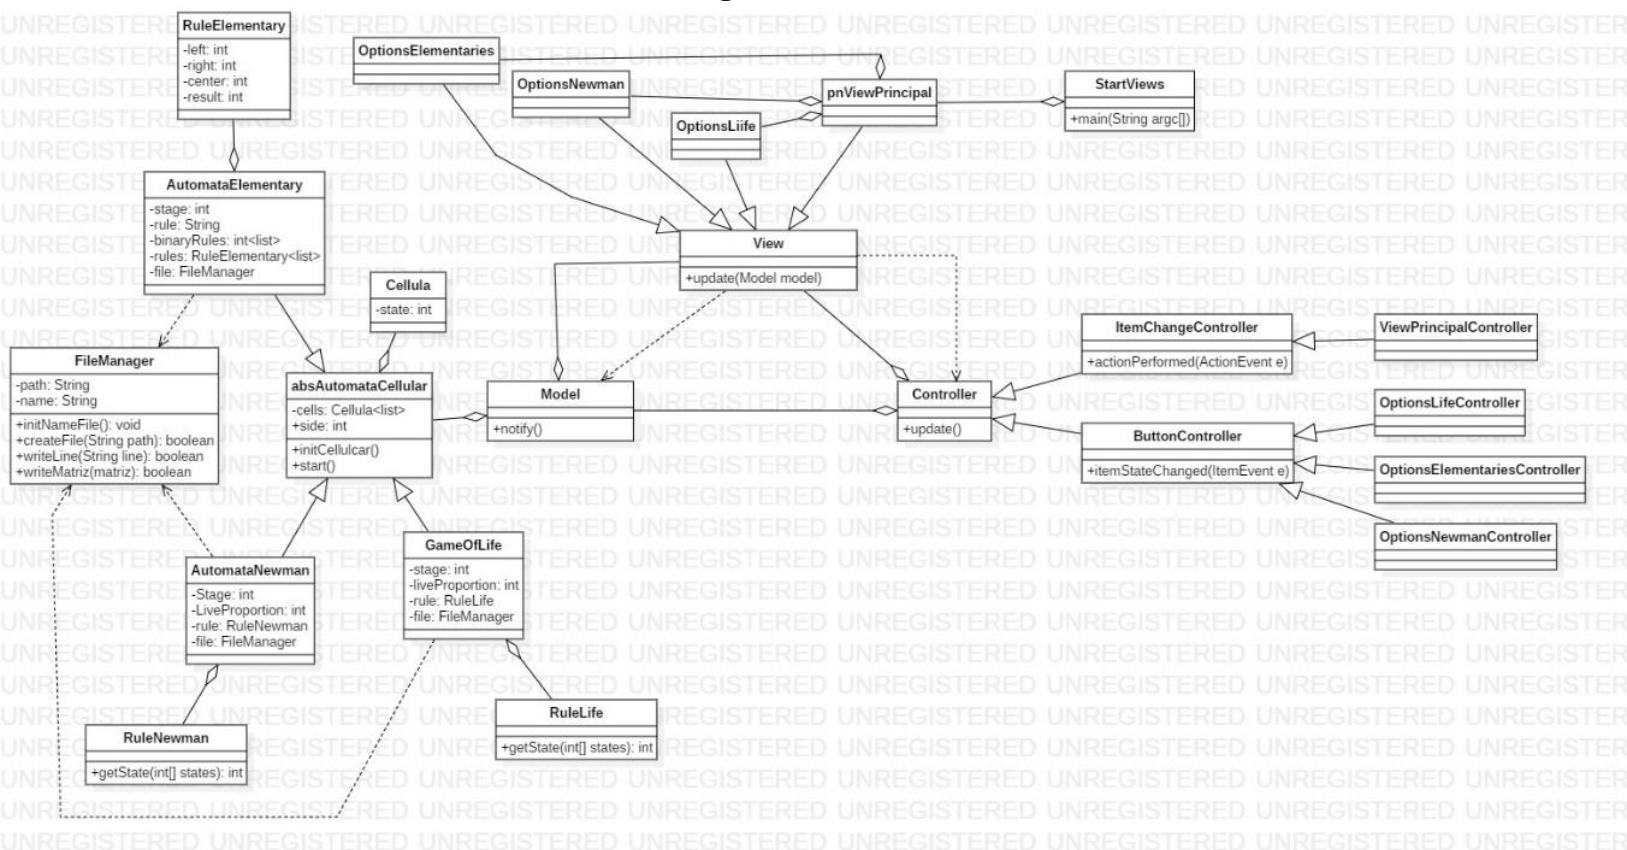 RuleElementary
-left: int
-right: int
-center: int
-result: int
OptionsElementaries
OptionsNewman
OptionsLiife
pnViewPrincipal
StartViews
+main(String argc[])
AutomataElementary
-stage: int
-rule: String
-binaryRules: int<list>
-rules: RuleElementary<list>
-file: FileManager
View
+update(Model model)
Cellula
-state: int
FileManager
-path: String
-name: String
+initNameFile(): void
+createFile(String path): boolean
+writeLine(String line): boolean
+writeMatriz(matriz): boolean
absAutomataCellular
-cells: Cellula<list>
+side: int
+initCellulcar()
+start()
Model
+notify()
Controller
+update()
ItemChangeController
+actionPerformed(ActionEvent e)
ViewPrincipalController
ButtonController
+itemStateChanged(ItemEvent e)
OptionsLifeController
OptionsElementariesController
OptionsNewmanController
AutomataNewman
-Stage: int
-LiveProportion: int
-rule: RuleNewman
-file: FileManager
GameOfLife
-stage: int
-liveProportion: int
-rule: RuleLife
-file: FileManager
RuleNewman
+getState(int[] states): int
RuleLife
+getState(int[] states): int
UNREGISTERED